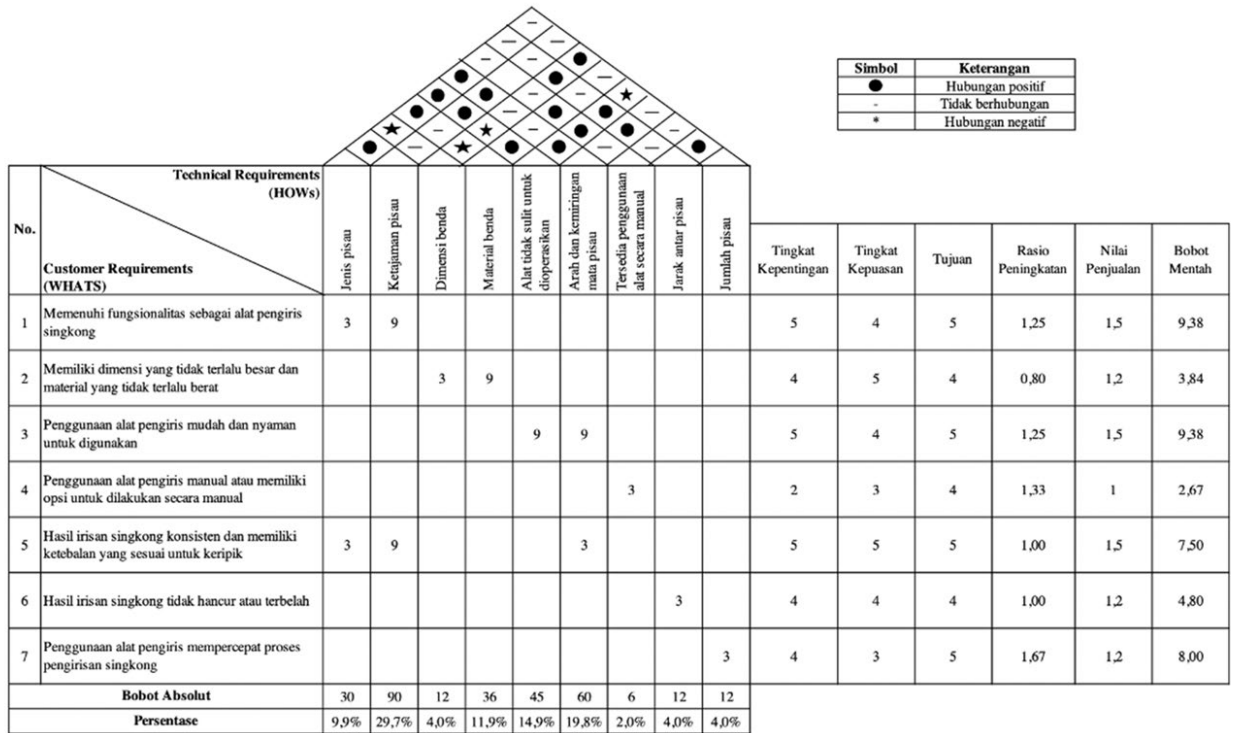 Simbol Keterangan
● Hubungan positif
- Tidak berhubungan
* Hubungan negatif
No.
Technical Requirements
(HOWs)
Customer Requirements
(WHATS)
Jenis pisau
Ketajaman pisau
Dimensi benda
Material benda
Alat tidak sulit untuk
dioperasikan
Arah dan kemiringan
mata pisau
Tersedia penggunaan
alat secara manual
Jarak antar pisau
Jumlah pisau
Tingkat
Kepentingan
Tingkat
Kepuasan
Tujuan
Rasio
Peningkatan
Nilai
Penjualan
Bobot
Mentah
1 Memenuhi fungsionalitas sebagai alat pengiris
singkong
3 9 5 4 5 1,25 1,5 9,38
2 Memiliki dimensi yang tidak terlalu besar dan
material yang tidak terlalu berat
3 9 4 5 4 0,80 1,2 3,84
3 Penggunaan alat pengiris mudah dan nyaman
untuk digunakan
9 9 5 4 5 1,25 1,5 9,38
4 Penggunaan alat pengiris manual atau memiliki
opsi untuk dilakukan secara manual
3 2 3 4 1,33 1 2,67
5 Hasil irisan singkong konsisten dan memiliki
ketebalan yang sesuai untuk keripik
3 9 3 5 5 5 1,00 1,5 7,50
6 Hasil irisan singkong tidak hancur atau terbelah
3 4 4 4 1,00 1,2 4,80
7 Penggunaan alat pengiris mempercepat proses
pengirisan singkong
3 4 3 5 1,67 1,2 8,00
Bobot Absolut 30 90 12 36 45 60 6 12 12
Persentase 9,9% 29,7% 4,0% 11,9% 14,9% 19,8% 2,0% 4,0% 4,0%